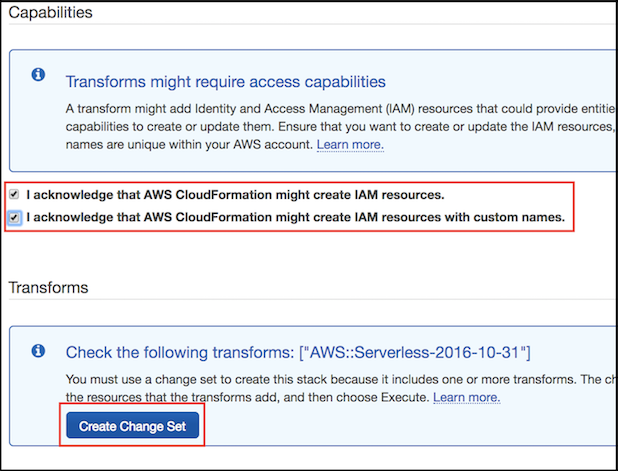 Capabilities
Transforms might require access capabilities
A transform might add Identity and Access Management (IAM) resources that could provide entitie
capabilities to create or update them. Ensure that you want to create or update the IAM resources,
names are unique within your AWS account. Learn more.
I acknowledge that AWS CloudFormation might create IAM resources.
I acknowledge that AWS CloudFormation might create IAM resources with custom names.
Transforms
Check the following transforms: ["AWS::Serverless-2016-10-31"]
You must use a change set to create this stack because it includes one or more transforms. The ch
the resources that the transforms add, and then choose Execute. Learn more.
Create Change Set